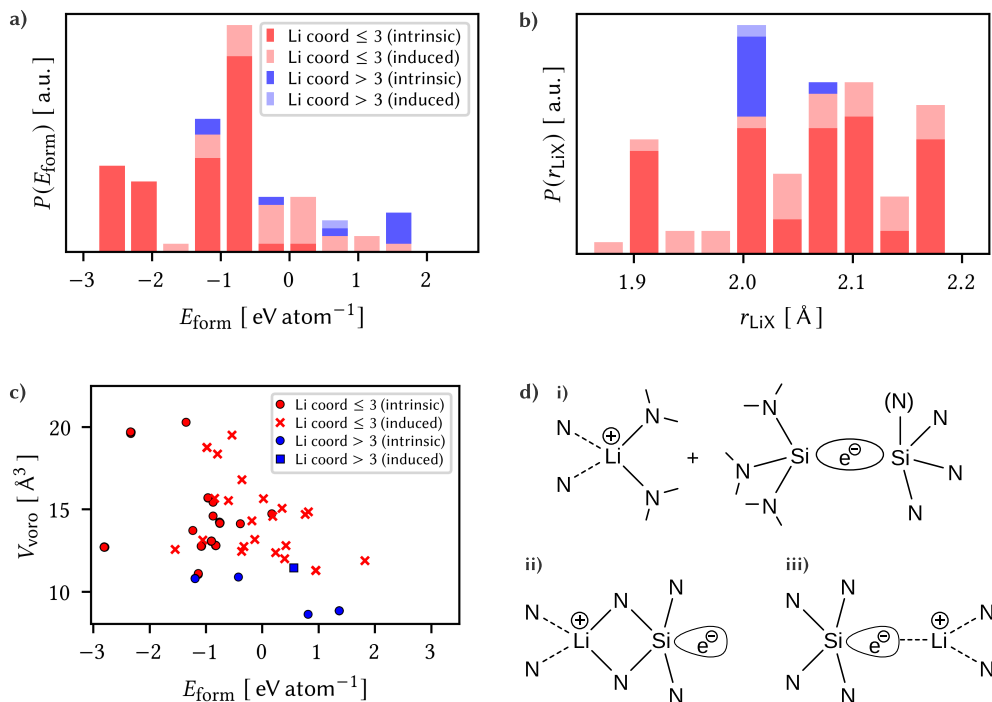 a)
Li coord ≤ 3 (intrinsic)
Li coord ≤ 3 (induced)
Li coord > 3 (intrinsic)
Li coord > 3 (induced)
P(E_form) [ a.u. ]
−3 −2 −1 0 1 2
E_form [ eV atom⁻¹ ]
b)
P(r_LiX) [ a.u. ]
1.9 2.0 2.1 2.2
r_LiX [ Å ]
c)
Li coord ≤ 3 (intrinsic)
Li coord ≤ 3 (induced)
Li coord > 3 (intrinsic)
Li coord > 3 (induced)
V_voro [ Å³ ]
20
15
10
−3 −2 −1 0 1 2 3
E_form [ eV atom⁻¹ ]
d) i)
N N
⊕
Li
N N
+
N
N Si e⊖
N
(N)
N
Si
N
N
ii)
N N N
⊕
Li Si e⊖
N N N
iii)
N N N
⊕
Si e⊖ Li
N N N